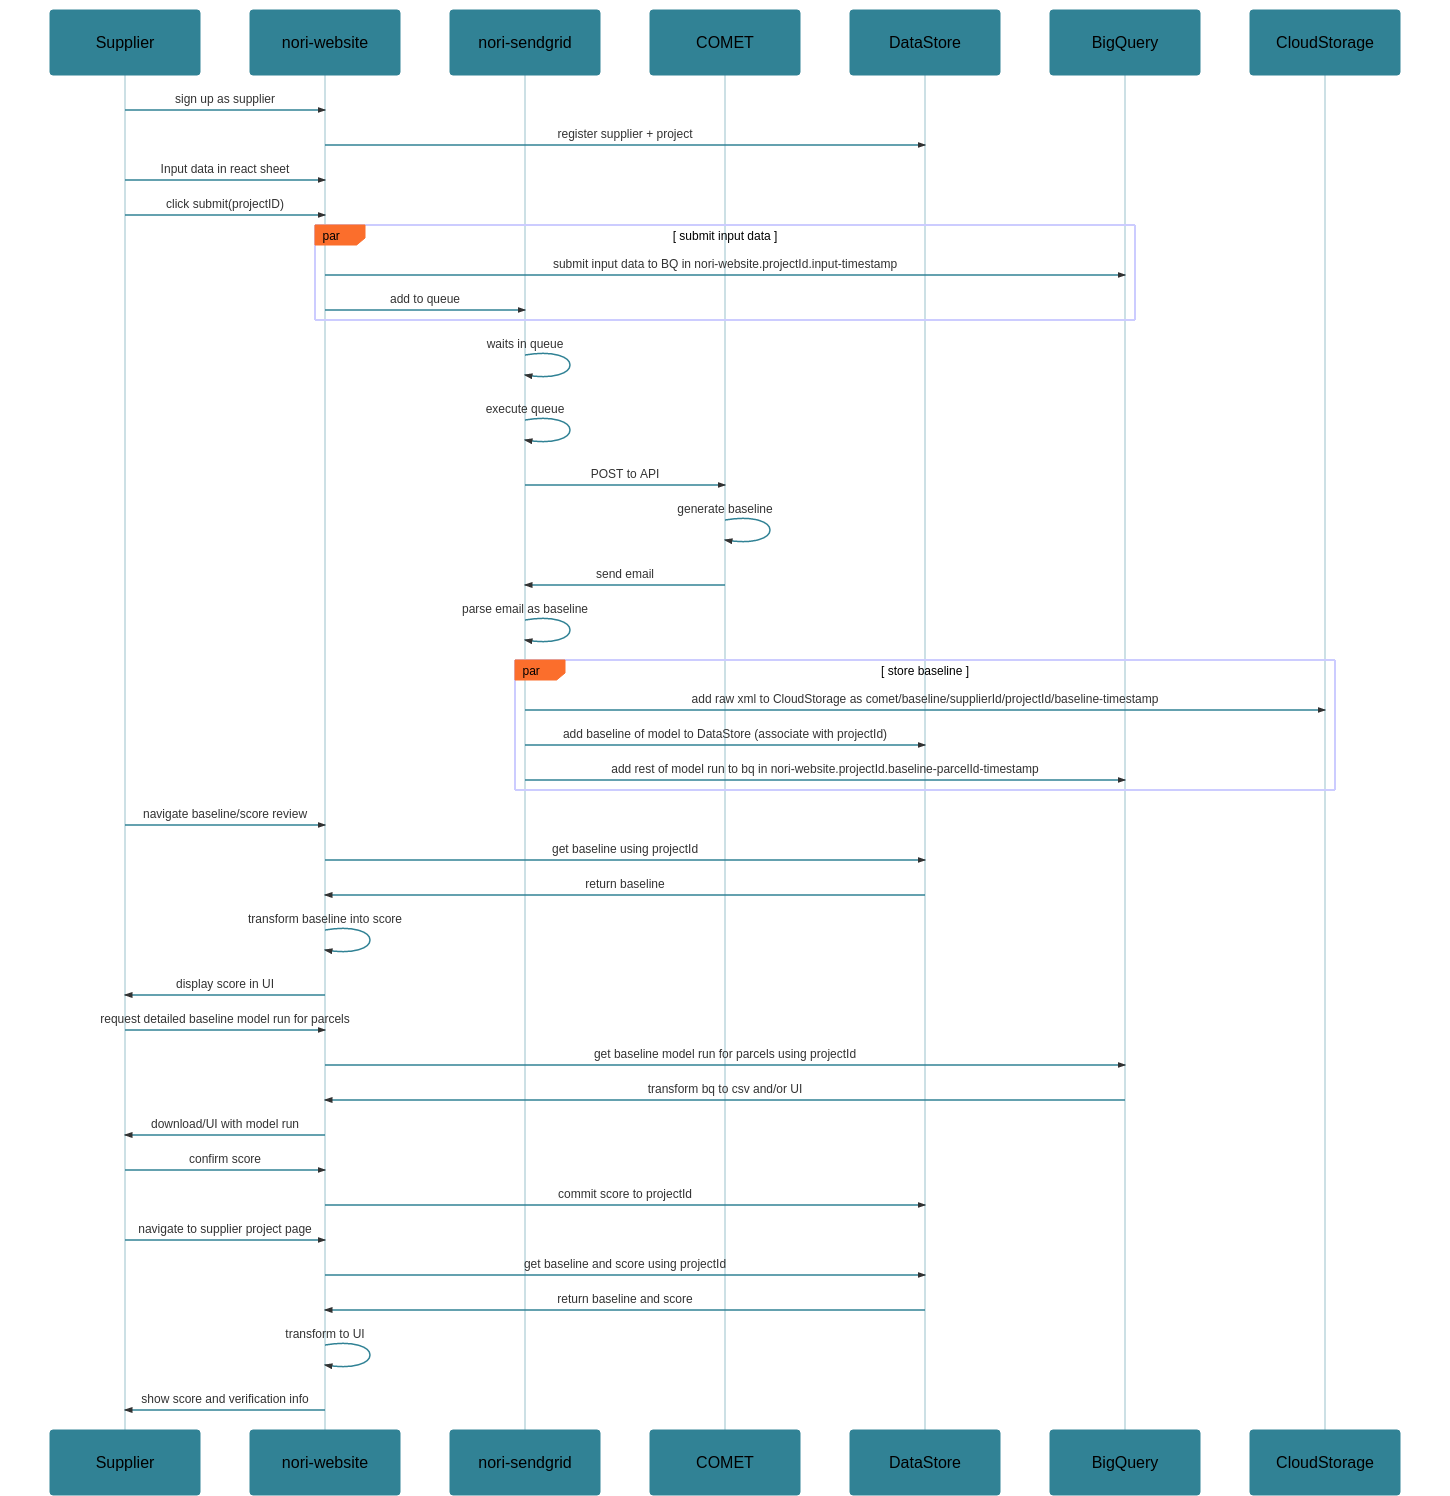 Supplier
nori-website
nori-sendgrid
COMET
DataStore
BigQuery
CloudStorage
sign up as supplier
register supplier + project
Input data in react sheet
click submit(projectID)
par
[ submit input data ]
submit input data to BQ in nori-website.projectId.input-timestamp
add to queue
waits in queue
execute queue
POST to API
generate baseline
send email
parse email as baseline
par
[ store baseline ]
add raw xml to CloudStorage as comet/baseline/supplierId/projectId/baseline-timestamp
add baseline of model to DataStore (associate with projectId)
add rest of model run to bq in nori-website.projectId.baseline-parcelId-timestamp
navigate baseline/score review
get baseline using projectId
return baseline
transform baseline into score
display score in UI
request detailed baseline model run for parcels
get baseline model run for parcels using projectId
transform bq to csv and/or UI
download/UI with model run
confirm score
commit score to projectId
navigate to supplier project page
get baseline and score using projectId
return baseline and score
transform to UI
show score and verification info
Supplier
nori-website
nori-sendgrid
COMET
DataStore
BigQuery
CloudStorage